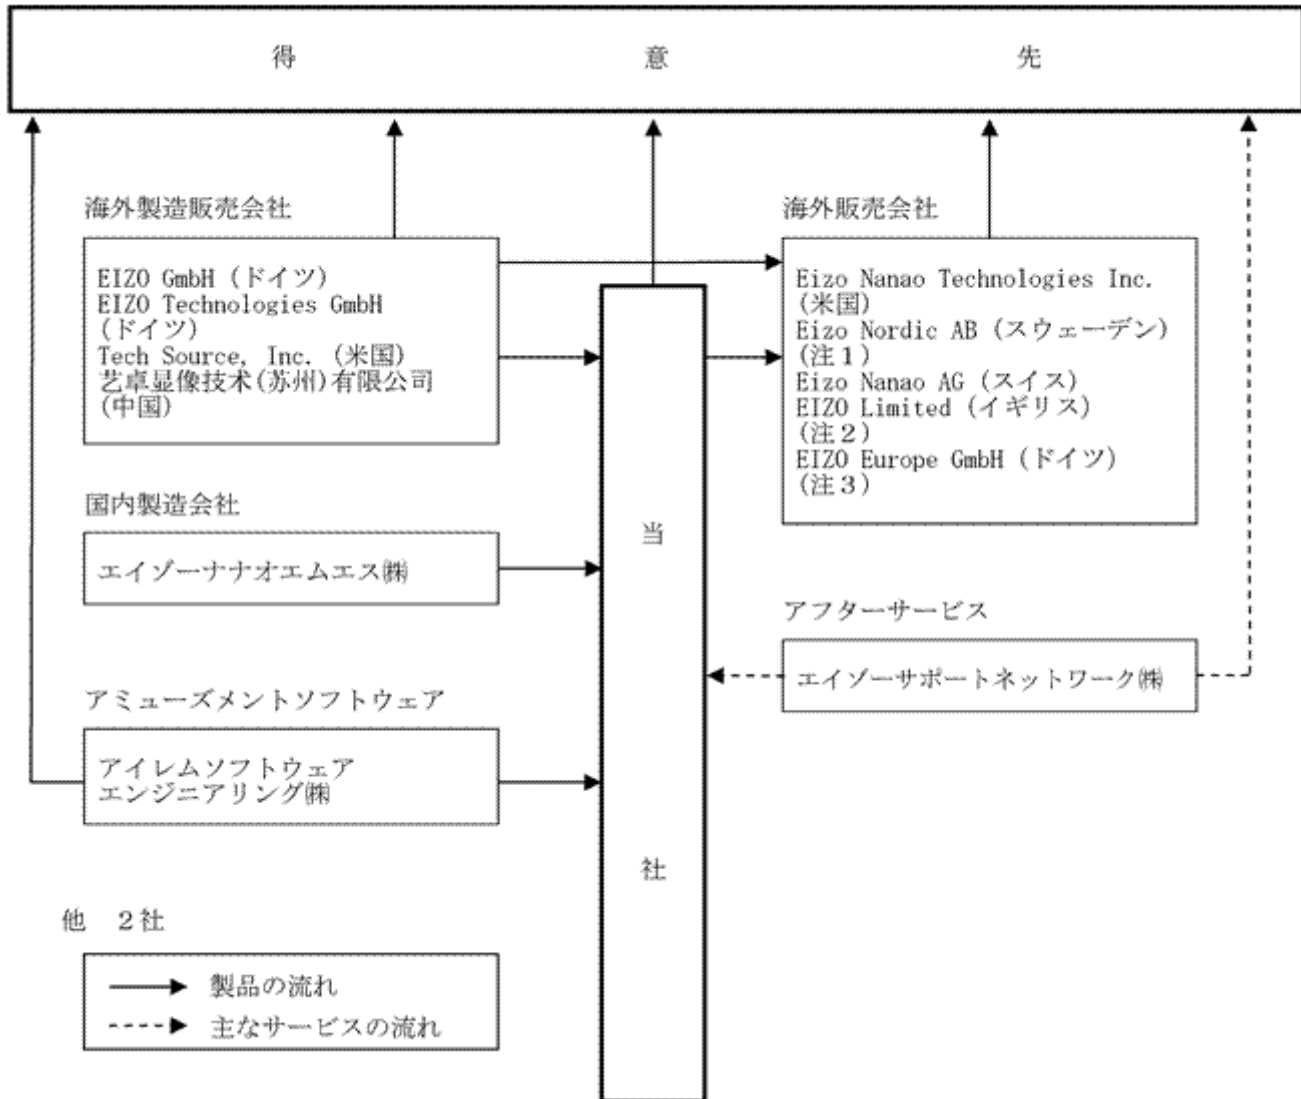 得意先
海外製造販売会社
EIZO GmbH (ドイツ)
EIZO Technologies GmbH
(ドイツ)
Tech Source, Inc. (米国)
艺卓显像技术(苏州)有限公司
(中国)
海外販売会社
Eizo Nanao Technologies Inc.
(米国)
Eizo Nordic AB (スウェーデン)
(注1)
Eizo Nanao AG (スイス)
EIZO Limited (イギリス)
(注2)
EIZO Europe GmbH (ドイツ)
(注3)
国内製造会社
エイゾーナナオエムエス㈱
当社
アフターサービス
エイゾーサポートネットワーク㈱
アミューズメントソフトウェア
アイレムソフトウェア
エンジニアリング㈱
他 2社
製品の流れ
主なサービスの流れ